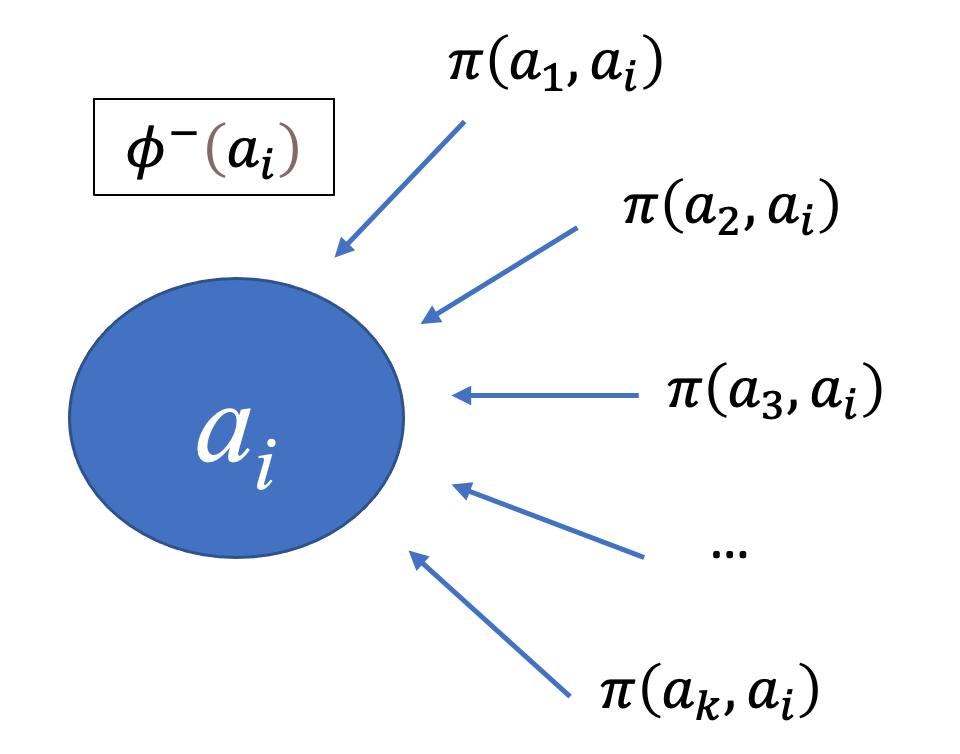 π(a₁, aᵢ)
ϕ⁻(aᵢ)
π(a₂, aᵢ)
π(a₃, aᵢ)
aᵢ
...
π(aₖ, aᵢ)